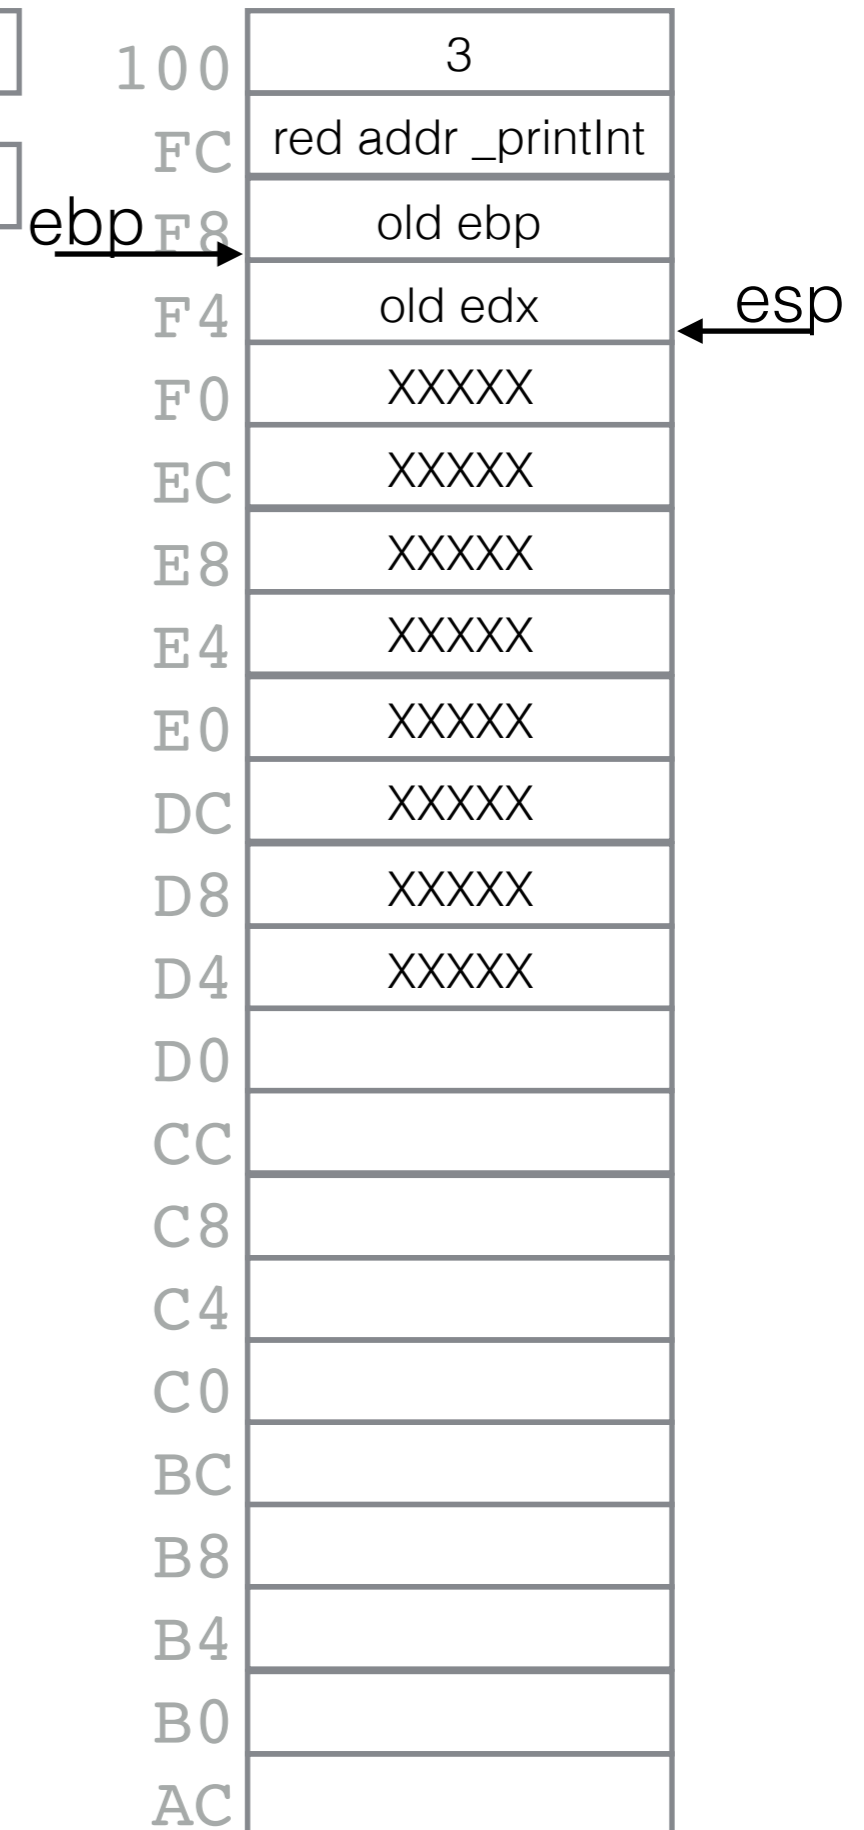 100 3
FC red addr _printInt
ebp F8 old ebp
F4 old edx esp
F0 XXXXX
EC XXXXX
E8 XXXXX
E4 XXXXX
E0 XXXXX
DC XXXXX
D8 XXXXX
D4 XXXXX
D0
CC
C8
C4
C0
BC
B8
B4
B0
AC